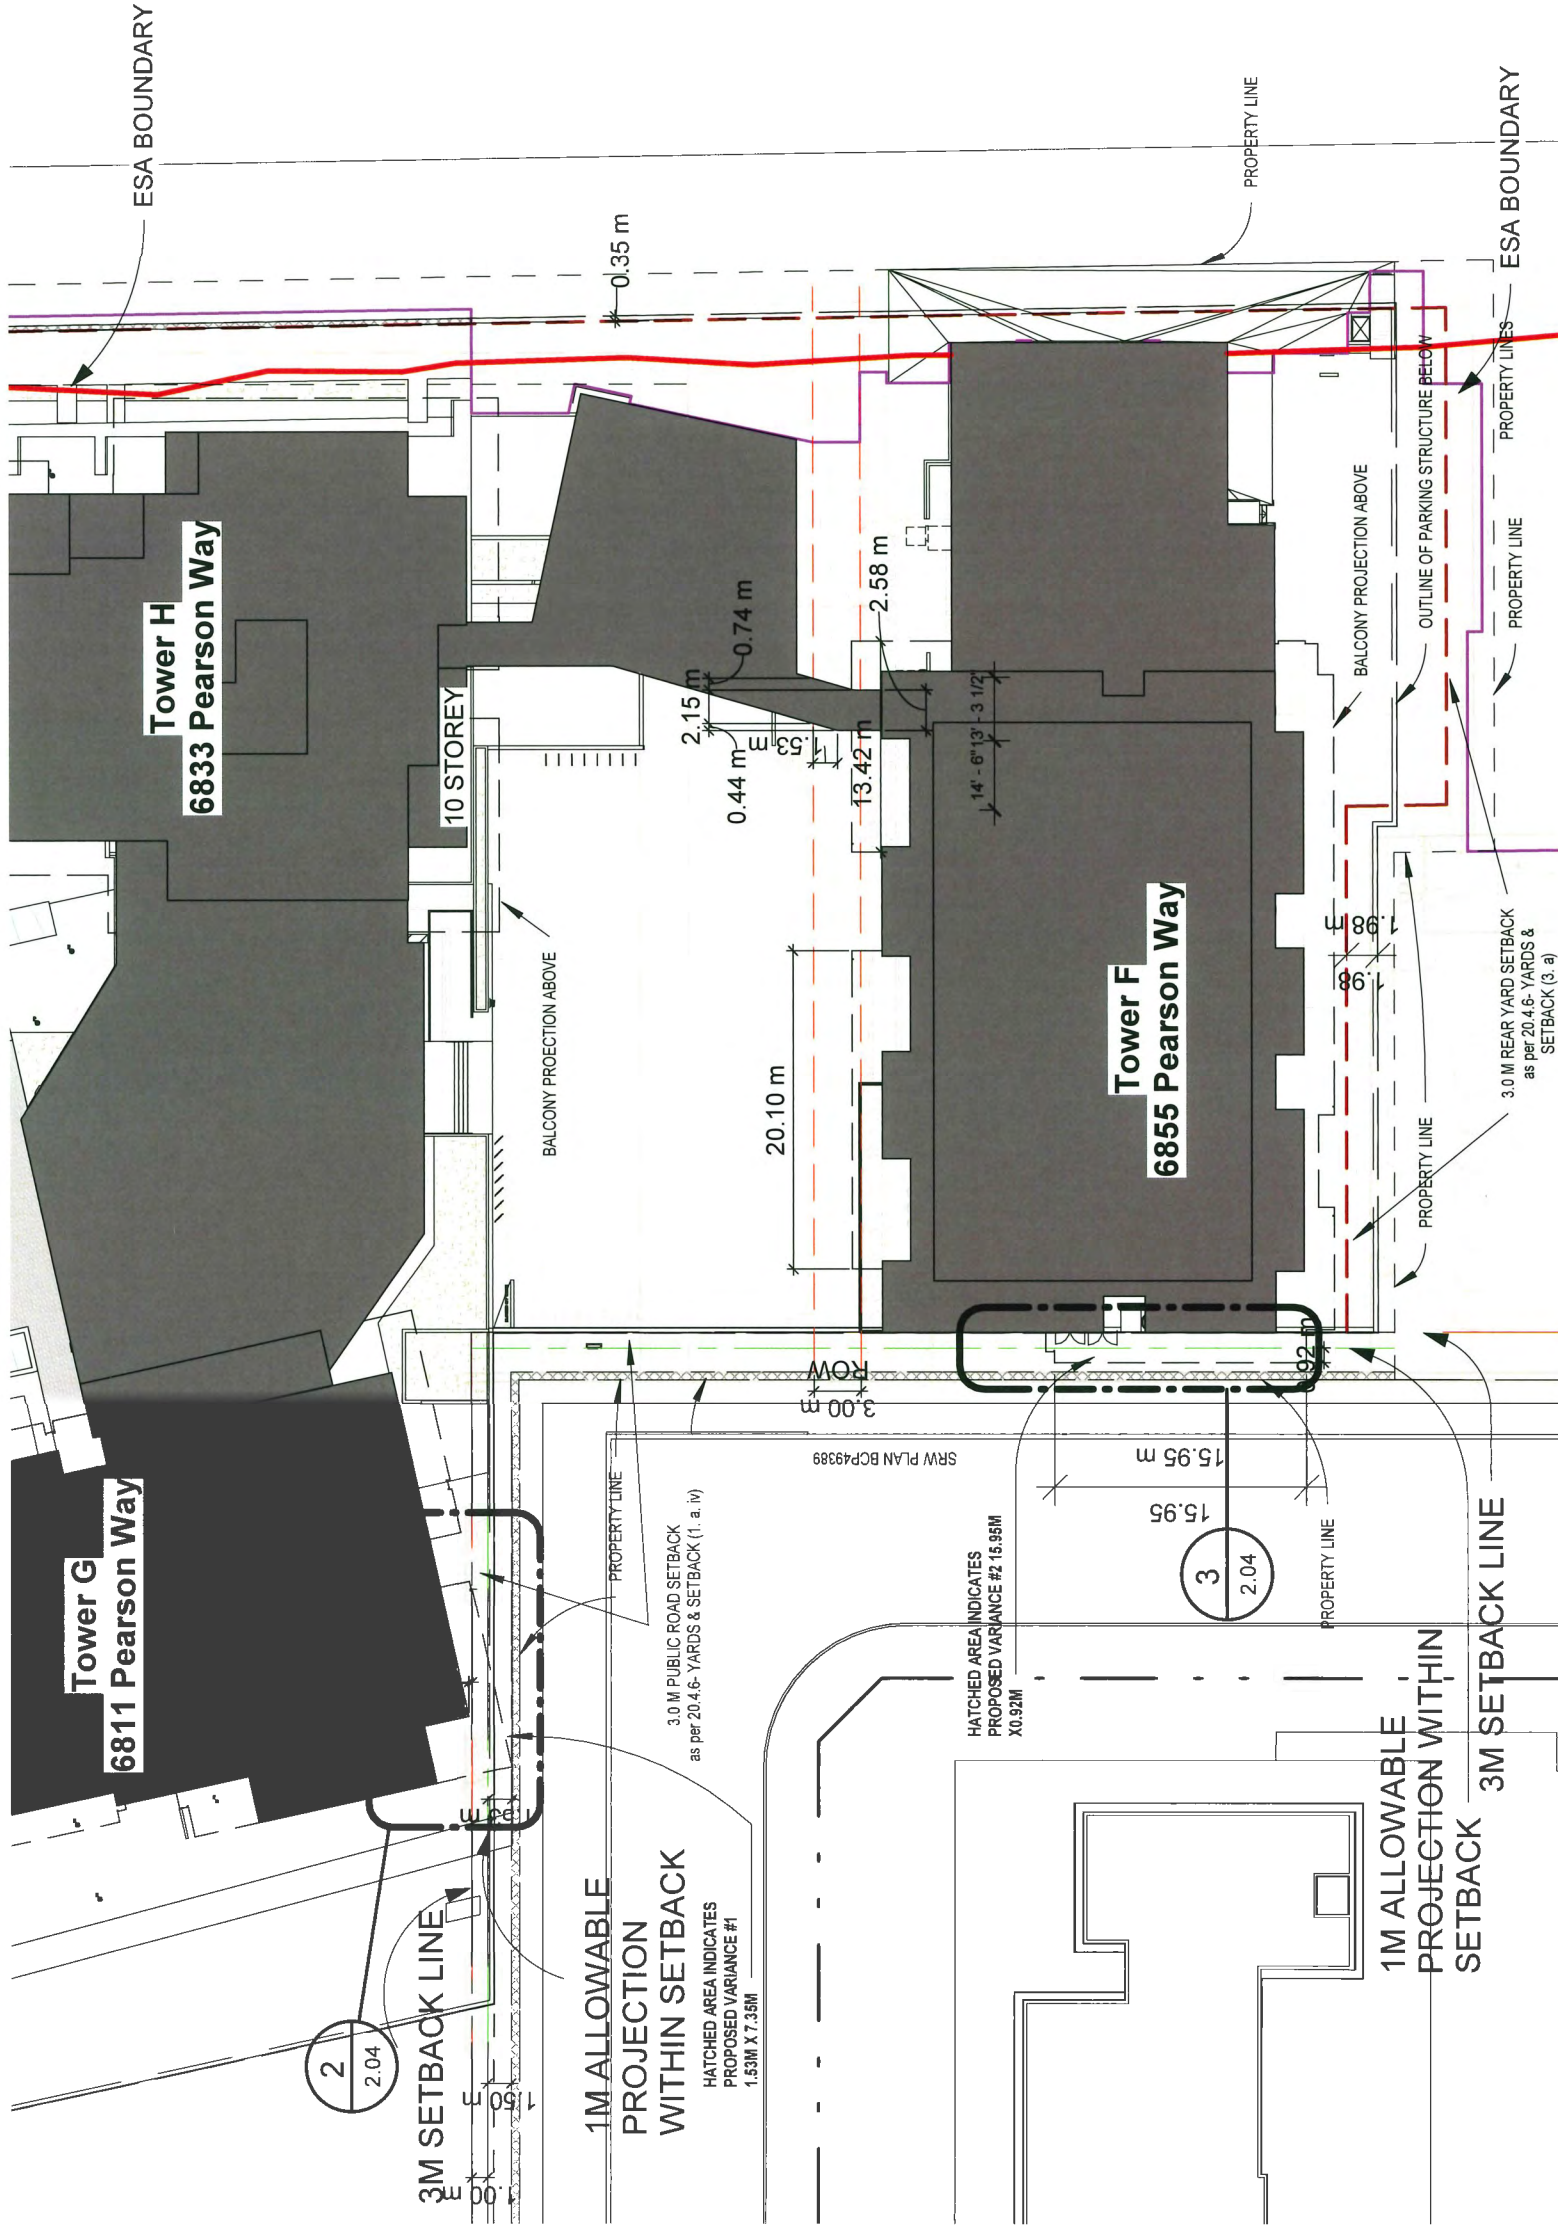 ESA BOUNDARY
Tower H
6833 Pearson Way
10 STOREY
0.35 m
PROPERTY LINE
ESA BOUNDARY
PROPERTY LINES
OUTLINE OF PARKING STRUCTURE BELOW
BALCONY PROJECTION ABOVE
PROPERTY LINE
2.15 m
0.74 m
0.44 m
2.58 m
13.42 m
14' - 6"
13' - 3 1/2"
BALCONY PROECTION ABOVE
20.10 m
Tower F
6855 Pearson Way
1.98 m
1.98
3.0 M REAR YARD SETBACK
as per 20.4.6- YARDS &
SETBACK (3. a)
PROPERTY LINE
Tower G
6811 Pearson Way
PROPERTY LINE
3.0 M PUBLIC ROAD SETBACK
as per 20.4.6- YARDS & SETBACK (1. a. iv)
ROW
3.00 m
SRW PLAN BCP49389
15.95 m
15.95
HATCHED AREA INDICATES
PROPOSED VARIANCE #2 15.95M
X0.92M
3
2.04
PROPERTY LINE
3M SETBACK LINE
1M ALLOWABLE
PROJECTION WITHIN
SETBACK
2
2.04
3M SETBACK LINE
1.50 m
1.00 m
1M ALLOWABLE
PROJECTION
WITHIN SETBACK
HATCHED AREA INDICATES
PROPOSED VARIANCE #1
1.53M X 7.35M